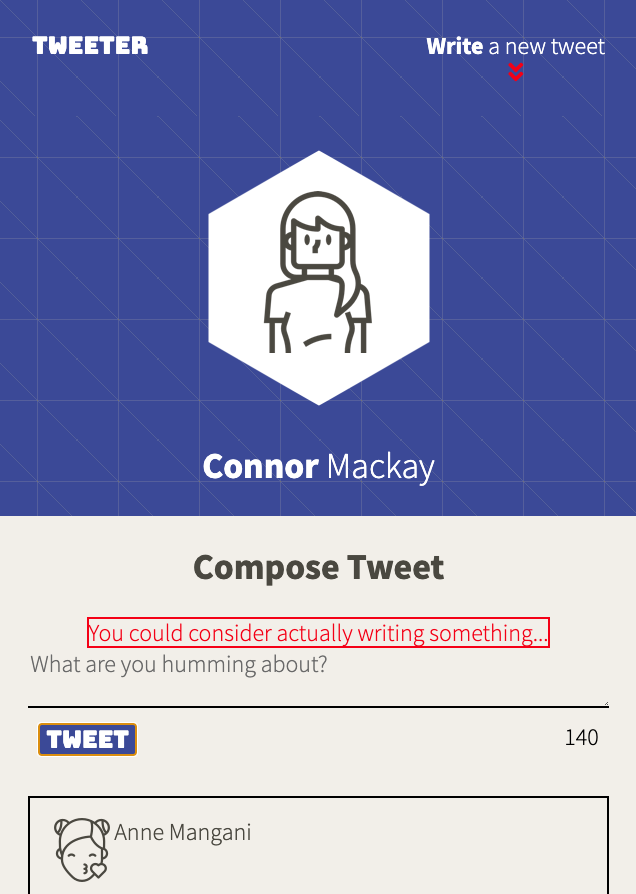 TWEETER
Write a new tweet
Connor Mackay
Compose Tweet
You could consider actually writing something...
What are you humming about?
TWEET
140
Anne Mangani